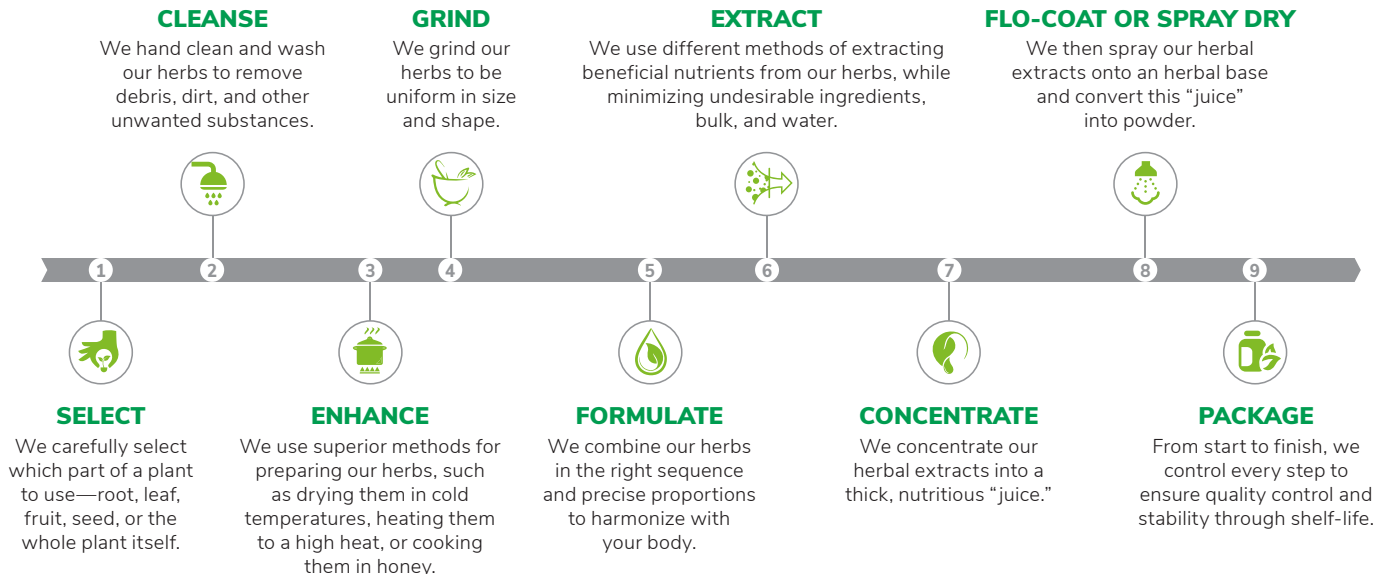 1
SELECT
We carefully select
which part of a plant
to use—root, leaf,
fruit, seed, or the
whole plant itself.
2
CLEANSE
We hand clean and wash
our herbs to remove
debris, dirt, and other
unwanted substances.
3
ENHANCE
We use superior methods for
preparing our herbs, such
as drying them in cold
temperatures, heating them
to a high heat, or cooking
them in honey.
4
GRIND
We grind our
herbs to be
uniform in size
and shape.
5
FORMULATE
We combine our herbs
in the right sequence
and precise proportions
to harmonize with
your body.
6
EXTRACT
We use different methods of extracting
beneficial nutrients from our herbs, while
minimizing undesirable ingredients,
bulk, and water.
7
CONCENTRATE
We concentrate our
herbal extracts into a
thick, nutritious “juice.”
8
FLO-COAT OR SPRAY DRY
We then spray our herbal
extracts onto an herbal base
and convert this “juice”
into powder.
9
PACKAGE
From start to finish, we
control every step to
ensure quality control and
stability through shelf-life.